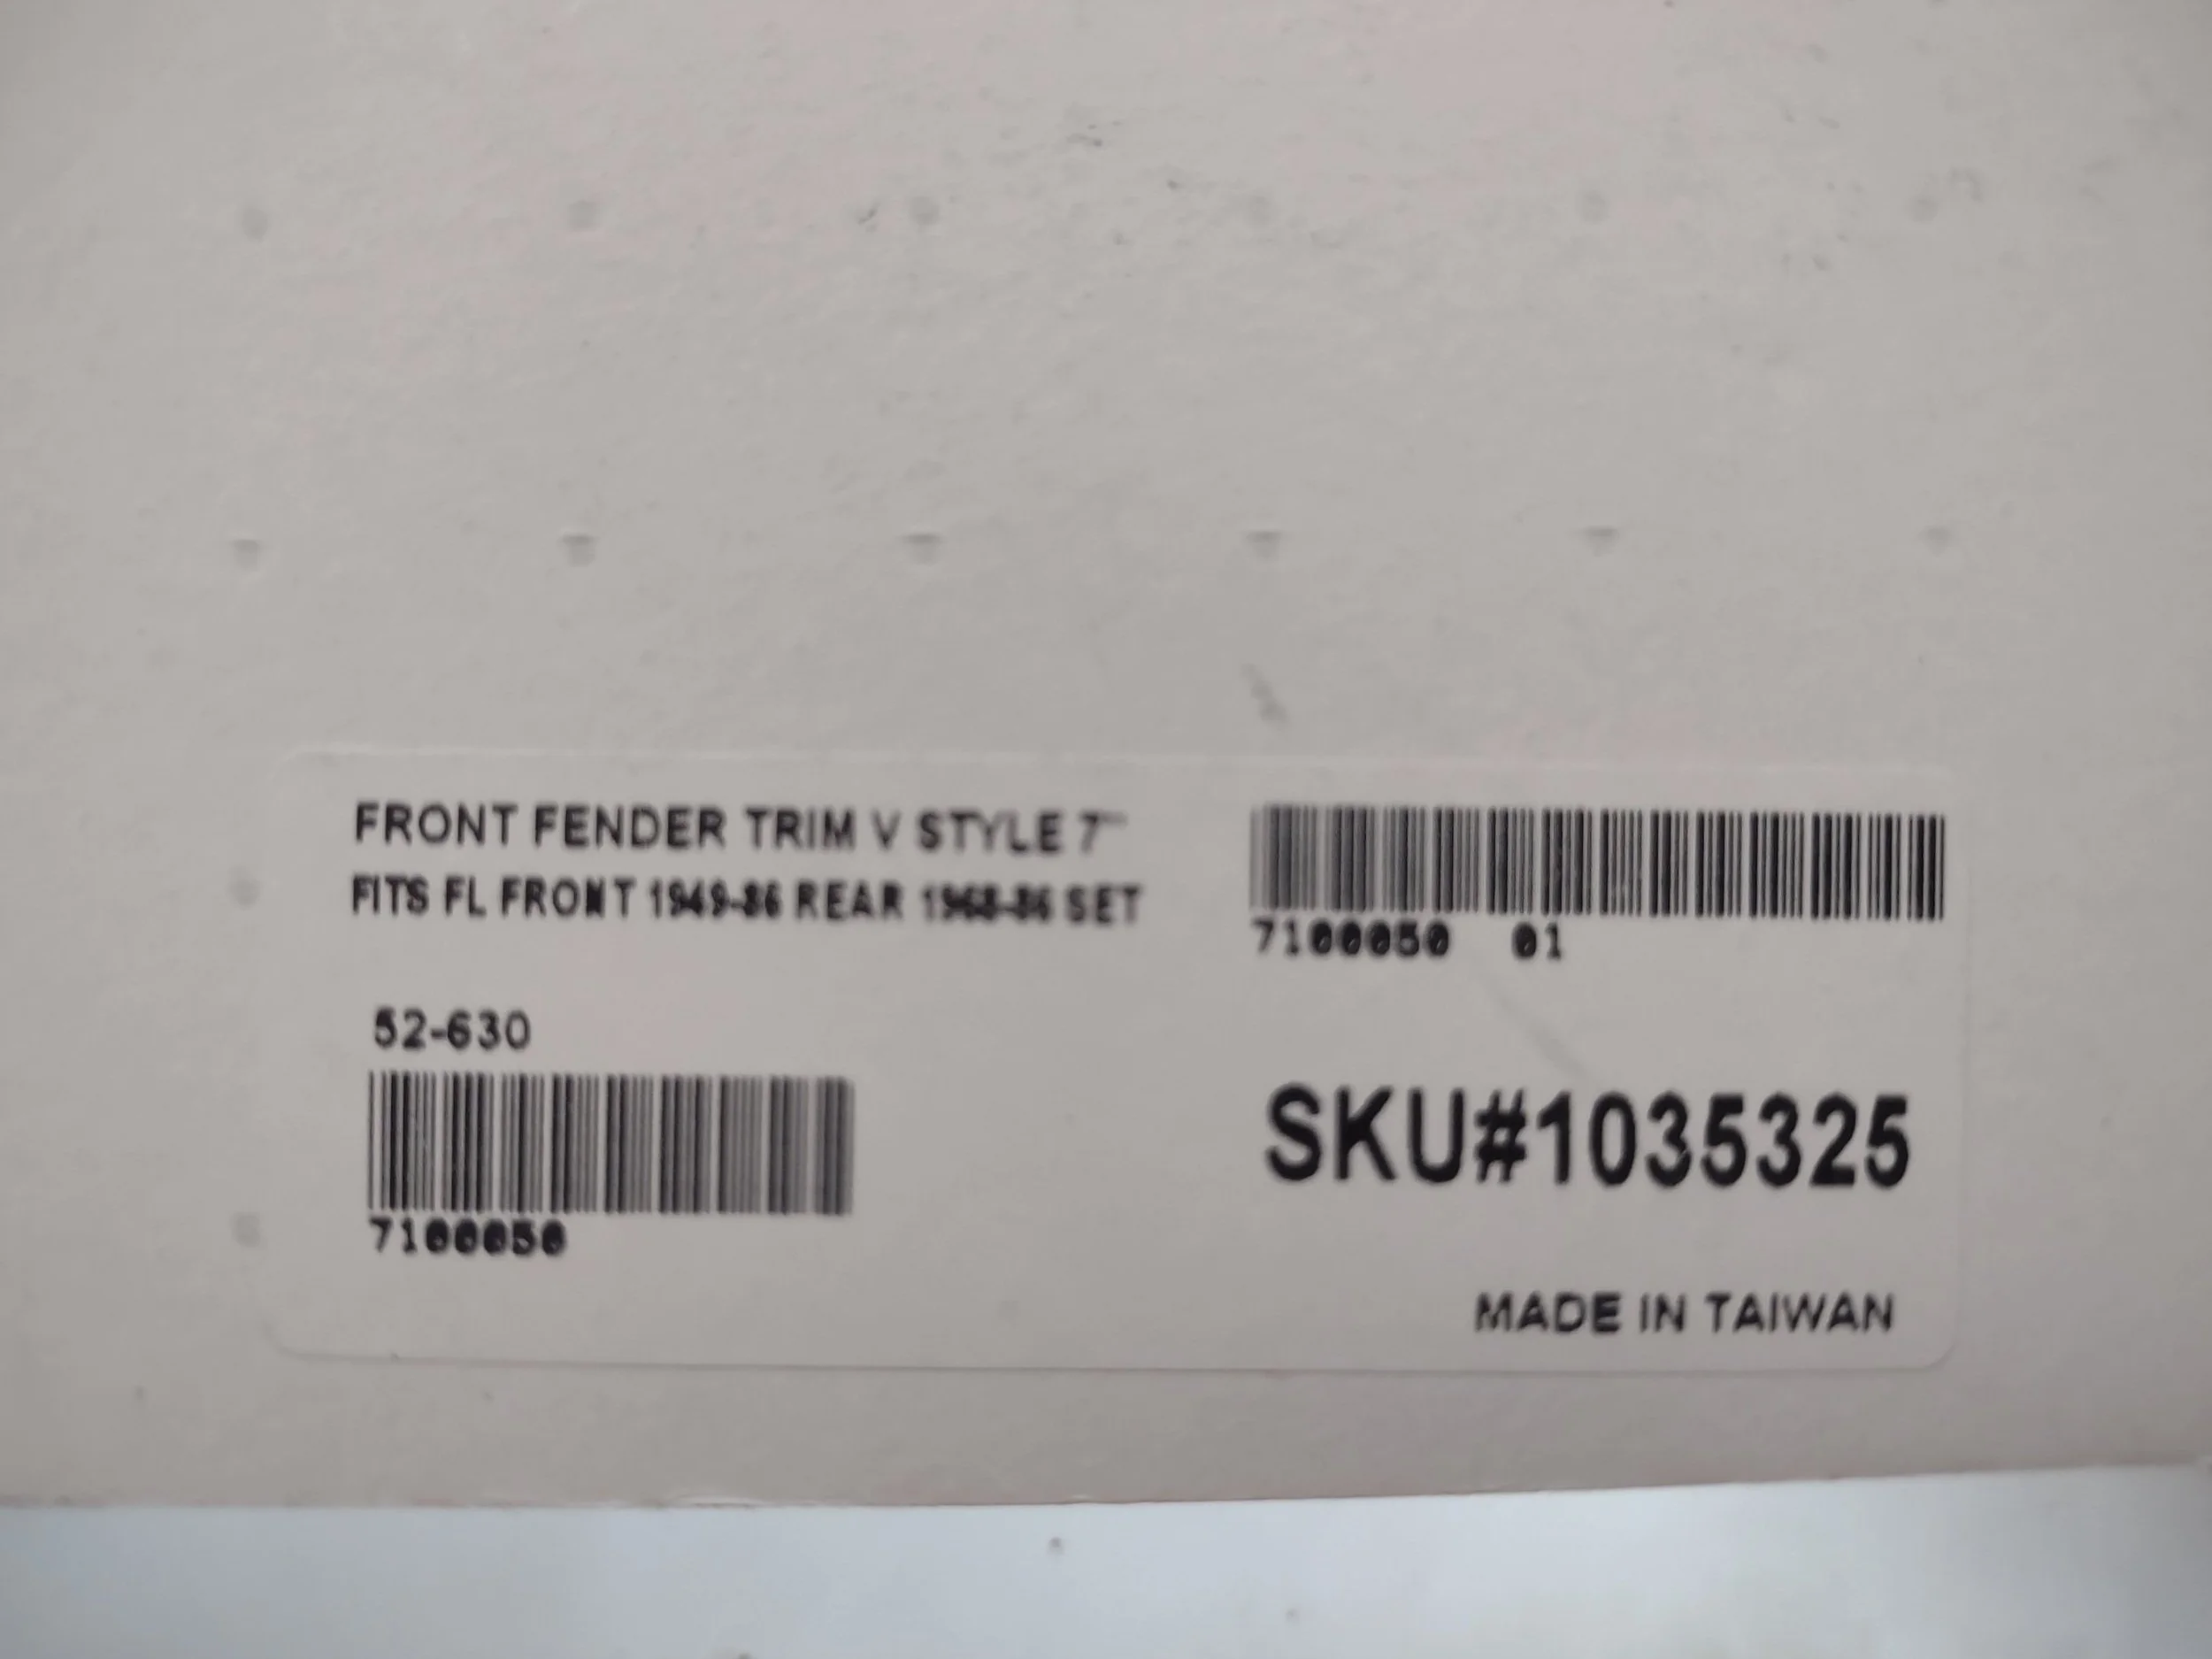 FRONT FENDER TRIM V STYLE 7"
FITS FL FRONT 1949-86 REAR 1968-86 SET
7100050 01
52-630
7100050
SKU#1035325
MADE IN TAIWAN